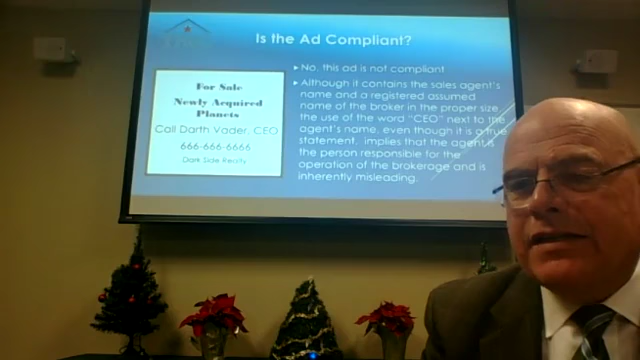 Is the Ad Compliant?
For Sale
Newly Acquired
Planets
Call Darth Vader, CEO
666-666-6666
Dark Side Realty
No, this ad is not compliant
Although it contains the sales agent's
name and a registered assumed
name of the broker in the proper size,
the use of the word "CEO" next to the
agent's name, even though it is a true
statement, implies that the agent is
the person responsible for the
operation of the brokerage and is
inherently misleading.